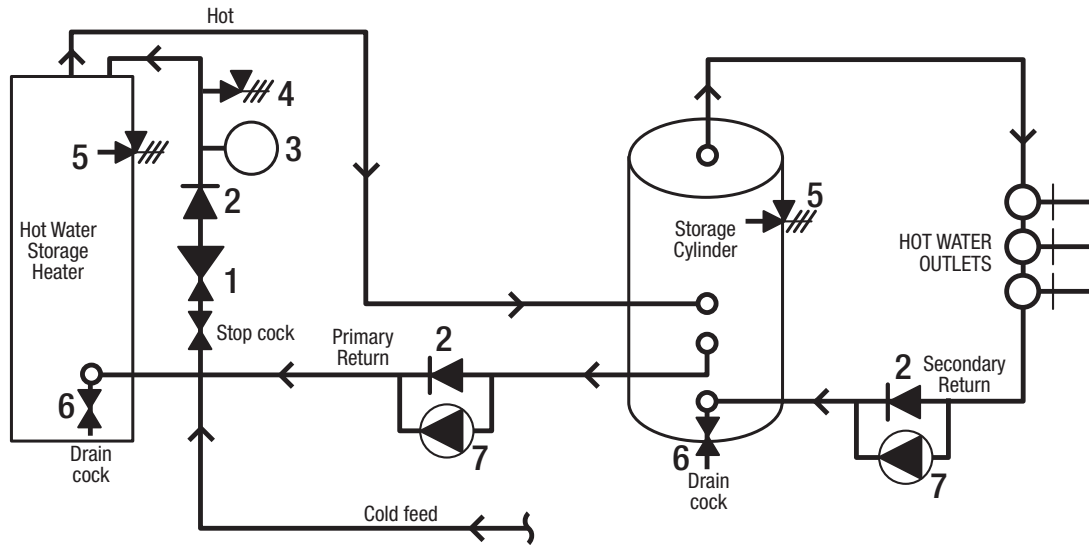 Hot
4
3
5
5
2
Storage
Cylinder
Hot Water
Storage
Heater
HOT WATER
OUTLETS
1
Stop cock
Primary
Return
2
2
Secondary
Return
6
7
6
7
Drain
cock
Drain
cock
Cold feed